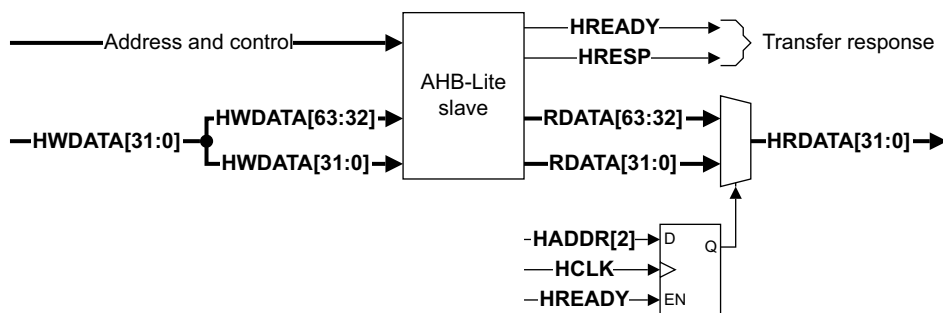 Address and control
AHB-Lite
slave
HREADY
HRESP
Transfer response
HWDATA[31:0]
HWDATA[63:32]
HWDATA[31:0]
RDATA[63:32]
RDATA[31:0]
HRDATA[31:0]
HADDR[2]
D
Q
HCLK
HREADY
EN